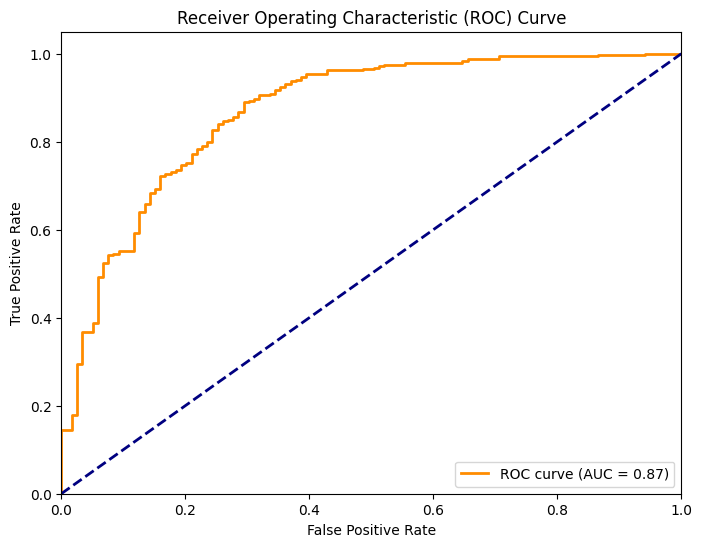 Receiver Operating Characteristic (ROC) Curve
1.0
0.8
0.6
0.4
0.2
0.0
True Positive Rate
ROC curve (AUC = 0.87)
0.0 0.2 0.4 0.6 0.8 1.0
False Positive Rate